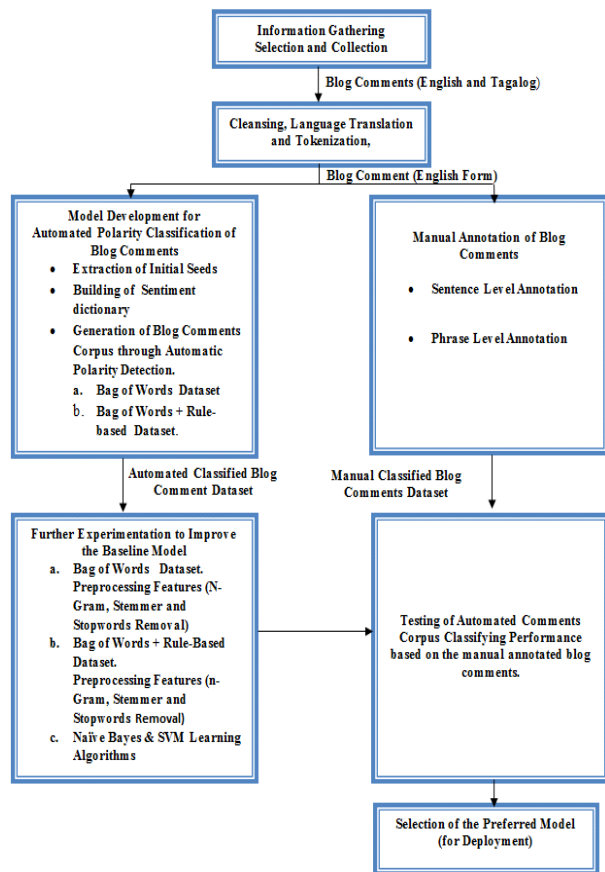 Information Gathering
Selection and Collection
Blog Comments (English and Tagalog)
Cleansing, Language Translation
and Tokenization,
Blog Comment (English Form)
Model Development for
Automated Polarity Classification of
Blog Comments
• Extraction of Initial Seeds
• Building of Sentiment
dictionary
• Generation of Blog Comments
Corpus through Automatic
Polarity Detection.
a. Bag of Words Dataset
b. Bag of Words + Rule-
based Dataset.
Manual Annotation of Blog
Comments
• Sentence Level Annotation
• Phrase Level Annotation
Automated Classified Blog
Comment Dataset
Manual Classified Blog
Comments Dataset
Further Experimentation to Improve
the Baseline Model
a. Bag of Words Dataset.
Preprocessing Features (N-
Gram, Stemmer and
Stopwords Removal)
b. Bag of Words + Rule-Based
Dataset.
Preprocessing Features (n-
Gram, Stemmer and
Stopwords Removal)
c. Naïve Bayes & SVM Learning
Algorithms
Testing of Automated Comments
Corpus Classifying Performance
based on the manual annotated blog
comments.
Selection of the Preferred Model
(for Deployment)